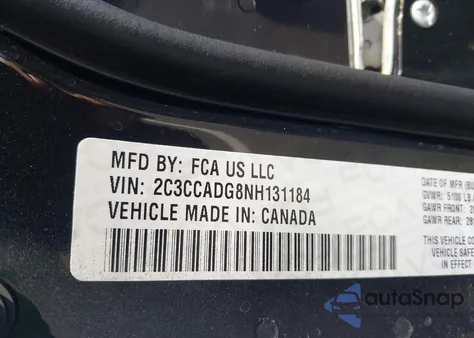 MFD BY: FCA US LLC
VIN: 2C3CCADG8NH131184
VEHICLE MADE IN: CANADA
DATE OF MFR
GVWR: 5100 LB
GAWR FRONT:
GAWR REAR:
THIS VEHICLE
VEHICLE SAFE
IN EFFECT
autoSnap